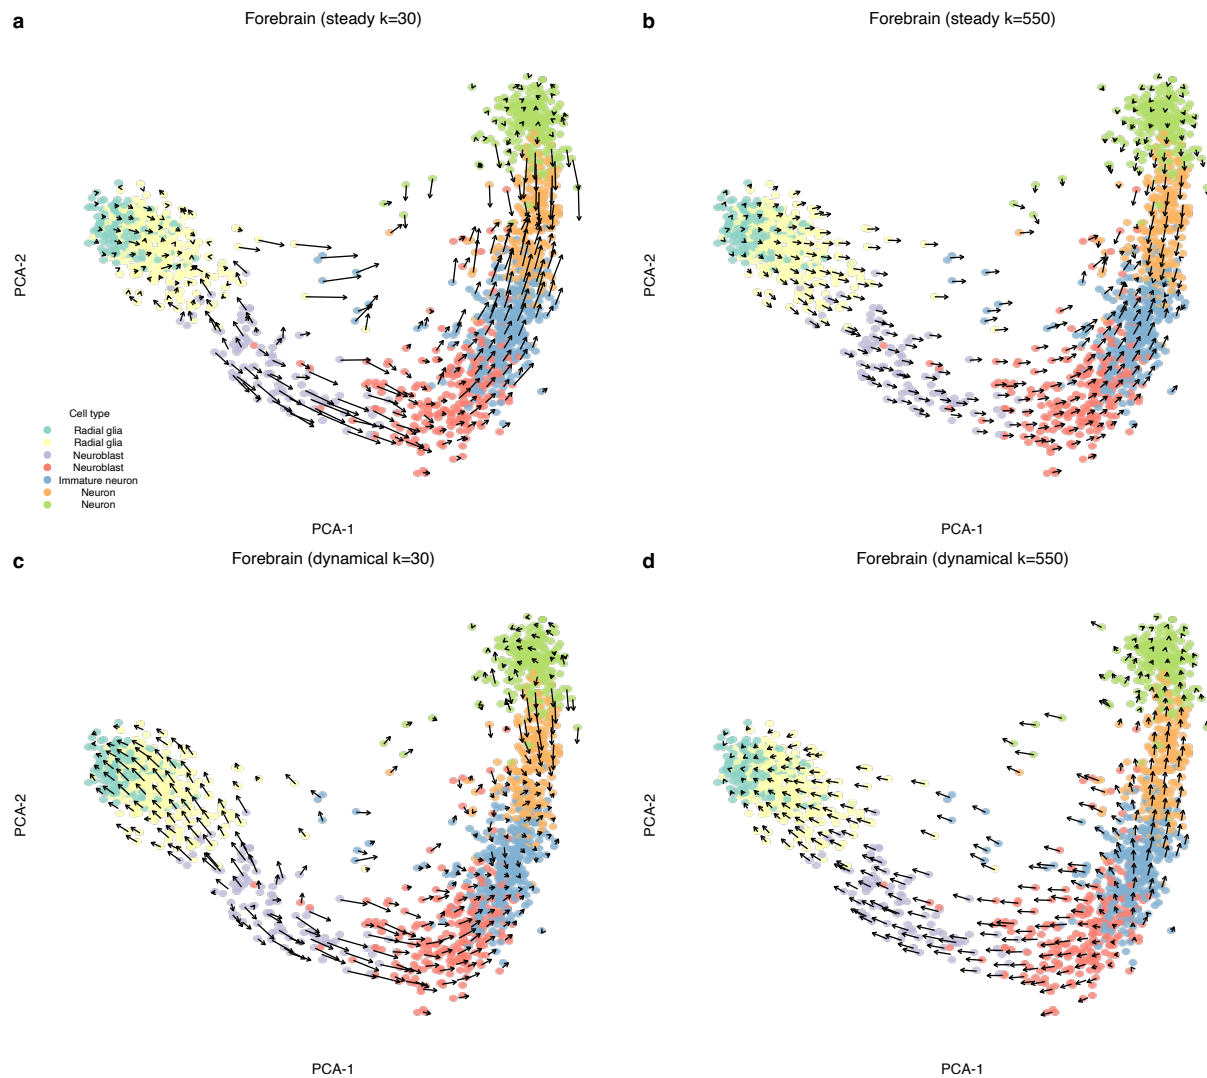 a
Forebrain (steady k=30)
PCA-2
Cell type
Radial glia
Radial glia
Neuroblast
Neuroblast
Immature neuron
Neuron
Neuron
PCA-1
b
Forebrain (steady k=550)
PCA-2
PCA-1
c
Forebrain (dynamical k=30)
PCA-2
PCA-1
d
Forebrain (dynamical k=550)
PCA-2
PCA-1